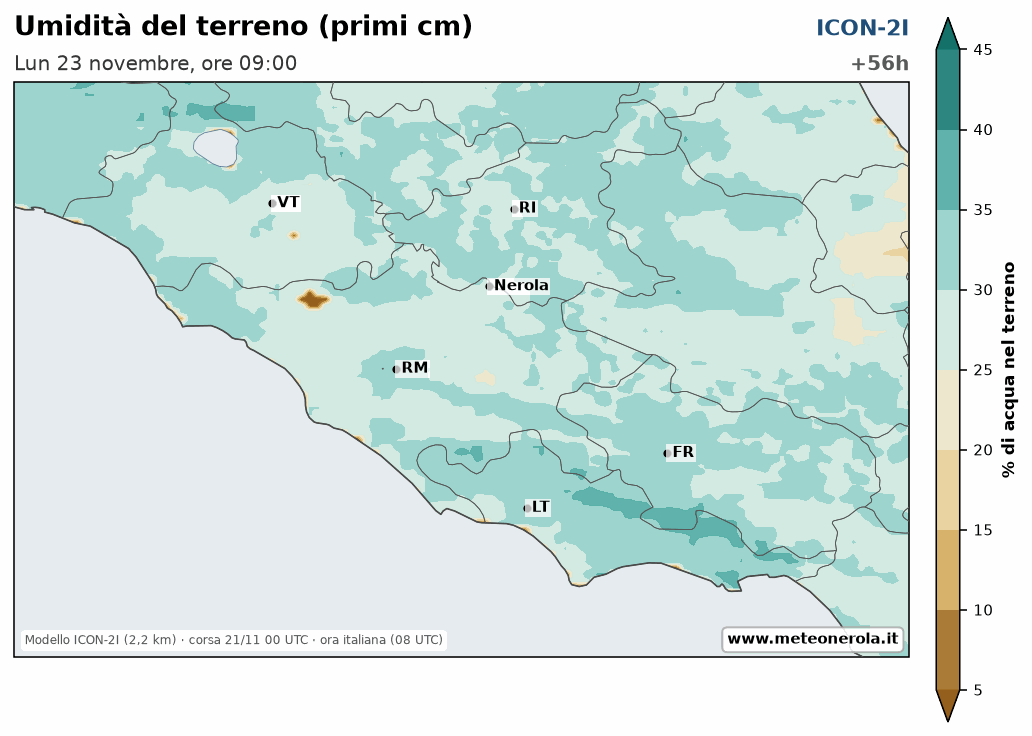 Umidità del terreno (primi cm)
ICON-2I
Lun 23 novembre, ore 09:00
+56h
VT
RI
Nerola
RM
FR
LT
45
40
35
30
25
20
15
10
5
% di acqua nel terreno
Modello ICON-2I (2,2 km) · corsa 21/11 00 UTC · ora italiana (08 UTC)
www.meteonerola.it